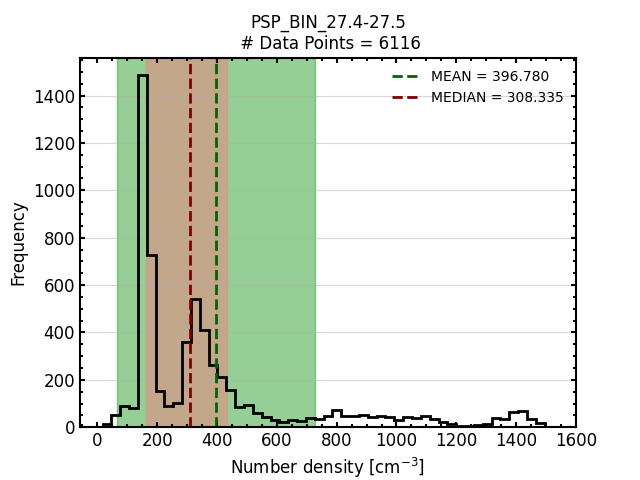 PSP_BIN_27.4-27.5
# Data Points = 6116
MEAN = 396.780
MEDIAN = 308.335
Frequency
1400
1200
1000
800
600
400
200
0
0 200 400 600 800 1000 1200 1400 1600
Number density [cm⁻³]